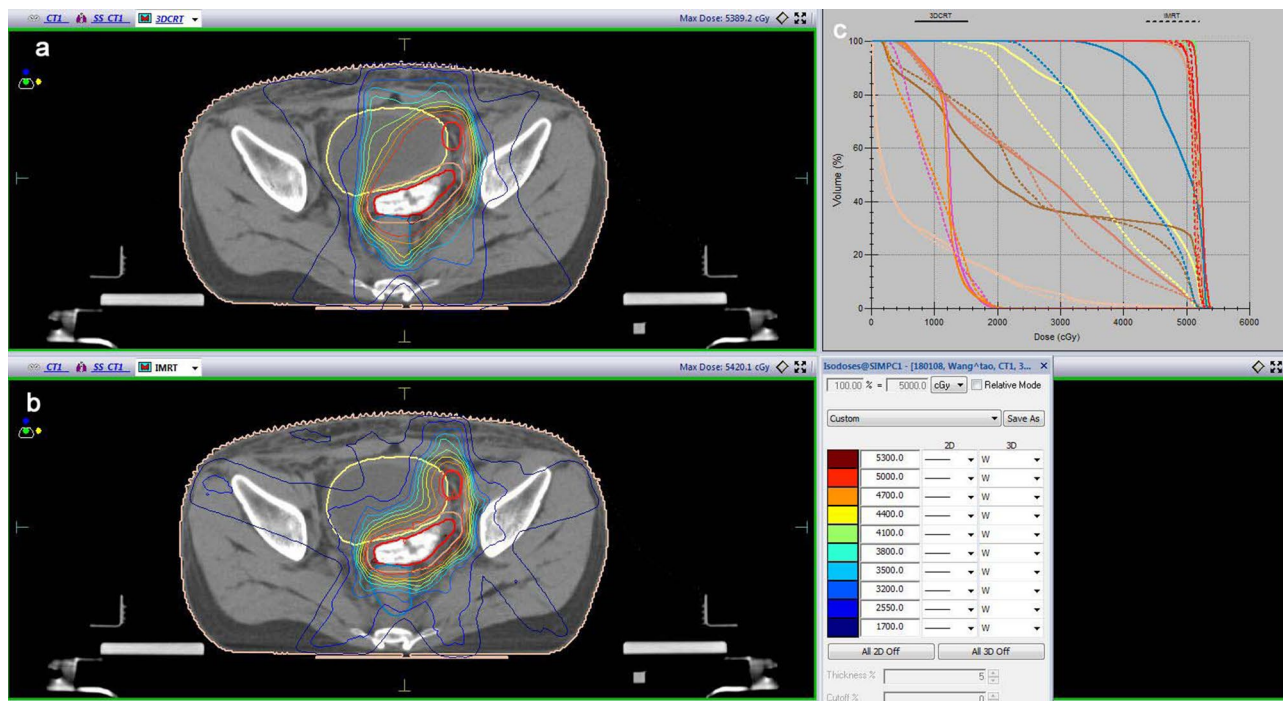 CT1 SS_CT1 3DCRT Max Dose: 5389.2 cGy
a
3DCRT IMRT
c
100
80
60
40
20
0
Volume (%)
0 1000 2000 3000 4000 5000 6000
Dose (cGy)
CT1 SS_CT1 IMRT Max Dose: 5420.1 cGy
b
Isodoses@SIMPC1 - [180108, Wang^tao, CT1, 3... X
100.00 % = 5000.0 cGy Relative Mode
Custom Save As
2D 3D
5300.0 W
5000.0 W
4700.0 W
4400.0 W
4100.0 W
3800.0 W
3500.0 W
3200.0 W
2550.0 W
1700.0 W
All 2D Off All 3D Off
Thickness % 5
Cutoff % 0